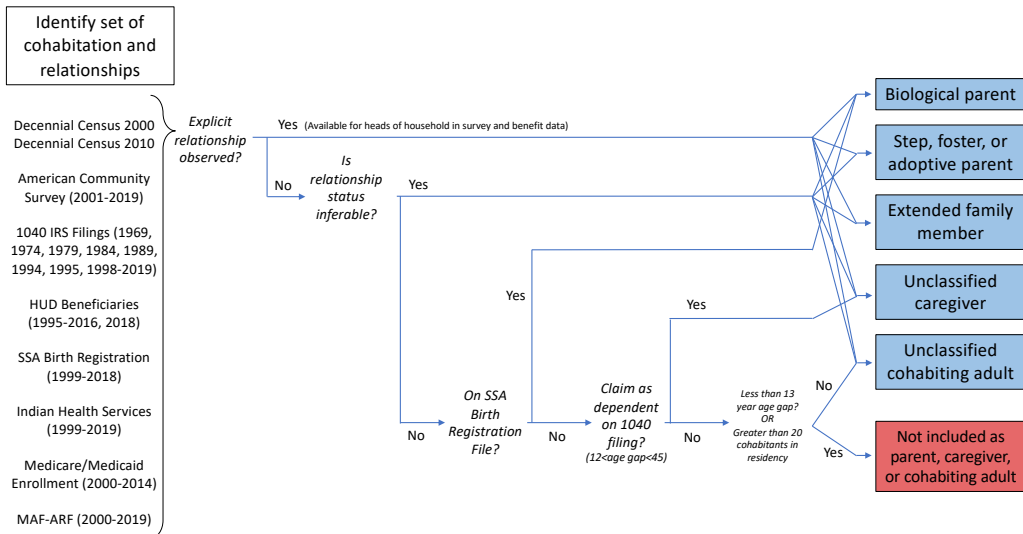 Identify set of
cohabitation and
relationships
Decennial Census 2000
Decennial Census 2010
American Community
Survey (2001-2019)
1040 IRS Filings (1969,
1974, 1979, 1984, 1989,
1994, 1995, 1998-2019)
HUD Beneficiaries
(1995-2016, 2018)
SSA Birth Registration
(1999-2018)
Indian Health Services
(1999-2019)
Medicare/Medicaid
Enrollment (2000-2014)
MAF-ARF (2000-2019)
Explicit
relationship
observed?
Yes (Available for heads of household in survey and benefit data)
No
Is
relationship
status
inferable?
Yes
No
On SSA
Birth
Registration
File?
Yes
No
Claim as
dependent
on 1040
filing?
(12<age gap<45)
Yes
No
Less than 13
year age gap?
OR
Greater than 20
cohabitants in
residency
No
Yes
Biological parent
Step, foster, or
adoptive parent
Extended family
member
Unclassified
caregiver
Unclassified
cohabiting adult
Not included as
parent, caregiver,
or cohabiting adult